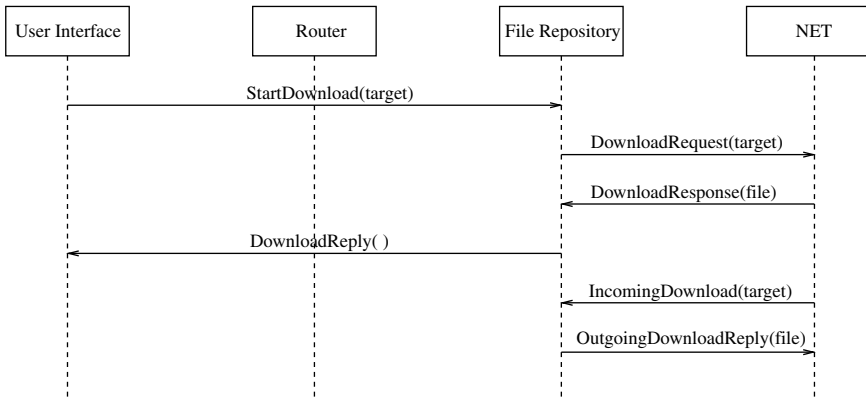 User Interface
Router
File Repository
NET
StartDownload(target)
DownloadRequest(target)
DownloadResponse(file)
DownloadReply( )
IncomingDownload(target)
OutgoingDownloadReply(file)